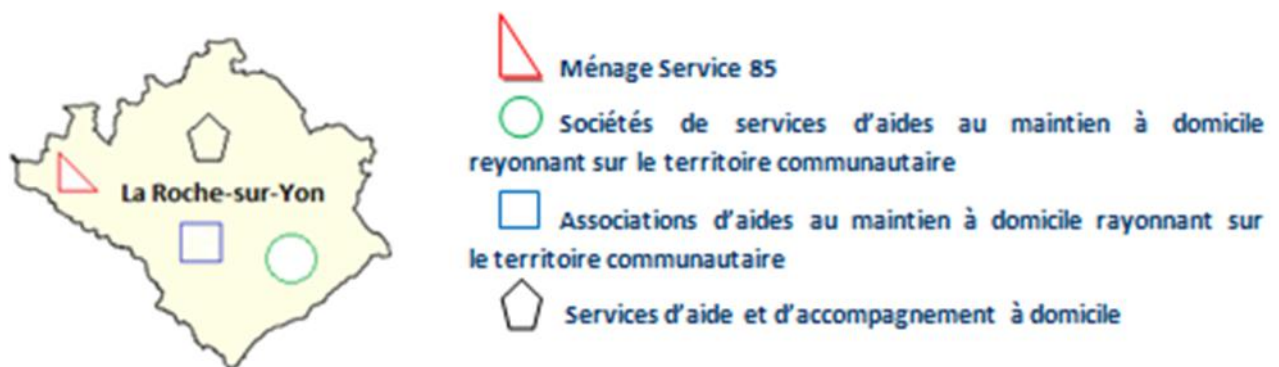 La Roche-sur-Yon
Ménage Service 85
Sociétés de services d'aides au maintien à domicile
reyonnant sur le territoire communautaire
Associations d'aides au maintien à domicile rayonnant sur
le territoire communautaire
Services d'aide et d'accompagnement à domicile